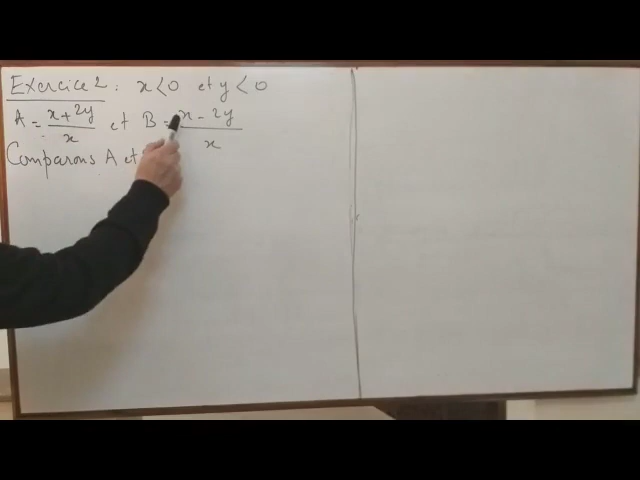 Exercice 2 : x < 0 et y < 0
A = (x + 2y)/x et B = (x - 2y)/x
Comparons A et